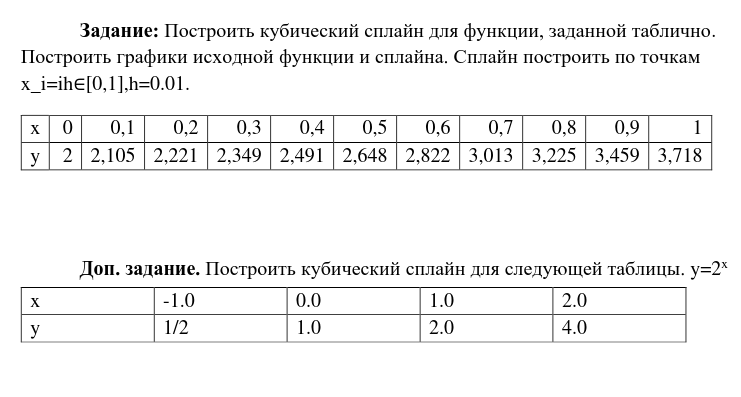 Задание: Построить кубический сплайн для функции, заданной таблично.
Построить графики исходной функции и сплайна. Сплайн построить по точкам
x_i=ih∈[0,1],h=0.01.
x 0 0,1 0,2 0,3 0,4 0,5 0,6 0,7 0,8 0,9 1
y 2 2,105 2,221 2,349 2,491 2,648 2,822 3,013 3,225 3,459 3,718
Доп. задание. Построить кубический сплайн для следующей таблицы. y=2ˣ
x -1.0 0.0 1.0 2.0
y 1/2 1.0 2.0 4.0